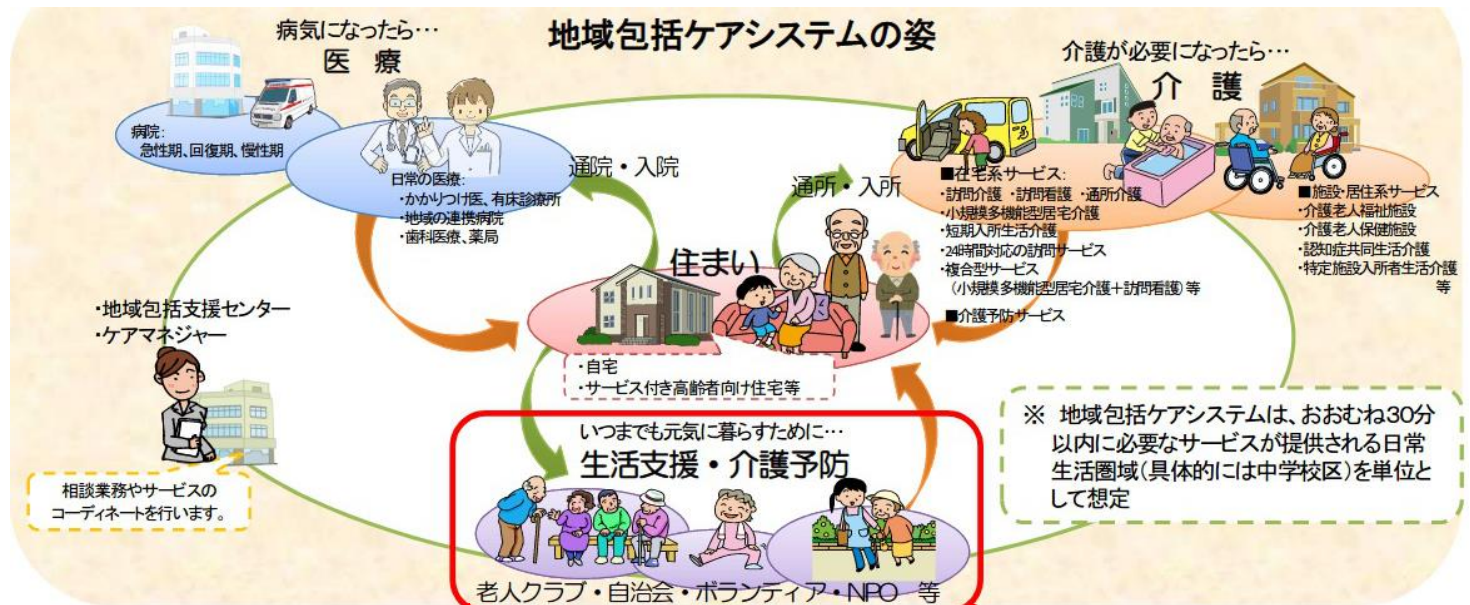 地域包括ケアシステムの姿
病気になったら…
医 療
病院:
急性期、回復期、慢性期
日常の医療:
・かかりつけ医、有床診療所
・地域の連携病院
・歯科医療、薬局
通院・入院
通所・入所
介護が必要になったら…
介 護
■在宅系サービス:
・訪問介護 ・訪問看護 ・通所介護
・小規模多機能型居宅介護
・短期入所生活介護
・24時間対応の訪問サービス
・複合型サービス
(小規模多機能型居宅介護+訪問看護)等
■介護予防サービス
■施設・居住系サービス
・介護老人福祉施設
・介護老人保健施設
・認知症共同生活介護
・特定施設入所者生活介護
等
住まい
・自宅
・サービス付き高齢者向け住宅等
・地域包括支援センター
・ケアマネジャー
相談業務やサービスの
コーディネートを行います。
いつまでも元気に暮らすために…
生活支援・介護予防
老人クラブ・自治会・ボランティア・NPO 等
※ 地域包括ケアシステムは、おおむね30分
以内に必要なサービスが提供される日常
生活圏域(具体的には中学校区)を単位と
して想定